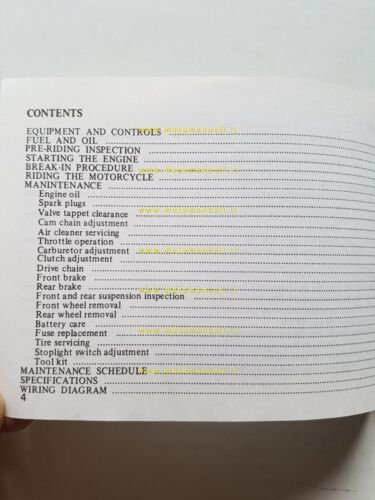 CONTENTS
EQUIPMENT AND CONTROLS
FUEL AND OIL
PRE-RIDING INSPECTION
STARTING THE ENGINE
BREAK-IN PROCEDURE
RIDING THE MOTORCYCLE
MANINTENANCE
Engine oil
Spark plugs
Valve tappet clearance
Cam chain adjustment
Air cleaner servicing
Throttle operation
Carburetor adjustment
Clutch adjustment
Drive chain
Front brake
Rear brake
Front and rear suspension inspection
Front wheel removal
Rear wheel removal
Battery care
Fuse replacement
Tire servicing
Stoplight switch adjustment
Tool kit
MAINTENANCE SCHEDULE
SPECIFICATIONS
WIRING DIAGRAM
4